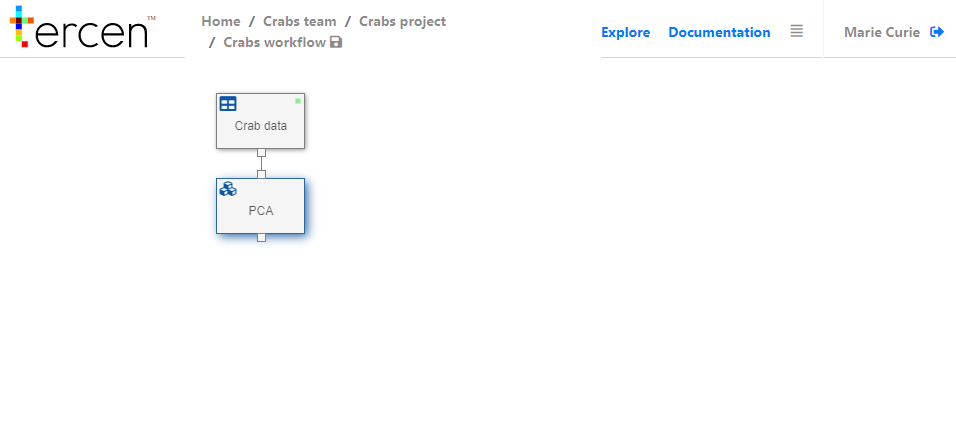 tercen™
Home / Crabs team / Crabs project
/ Crabs workflow
Explore Documentation Marie Curie
Crab data
PCA